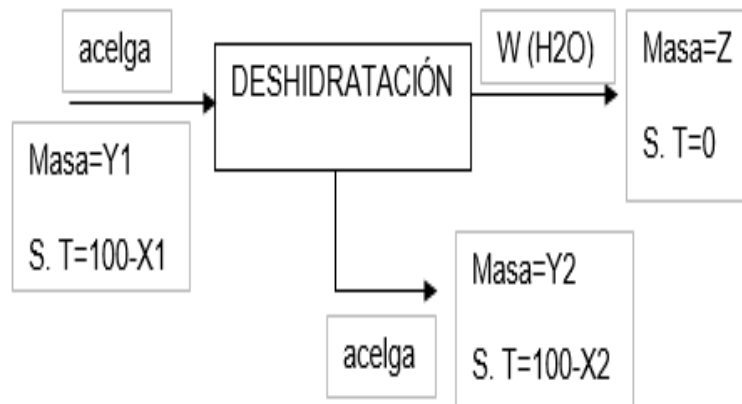 acelga
Masa=Y1
S. T=100-X1
DESHIDRATACIÓN
W (H2O)
Masa=Z
S. T=0
acelga
Masa=Y2
S. T=100-X2